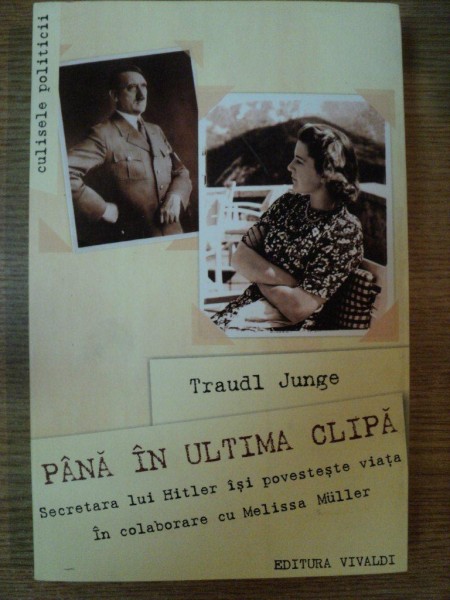 culisele politicii
Traudl Junge
PÂNĂ ÎN ULTIMA CLIPĂ
Secretara lui Hitler își povestește viața
În colaborare cu Melissa Müller
EDITURA VIVALDI